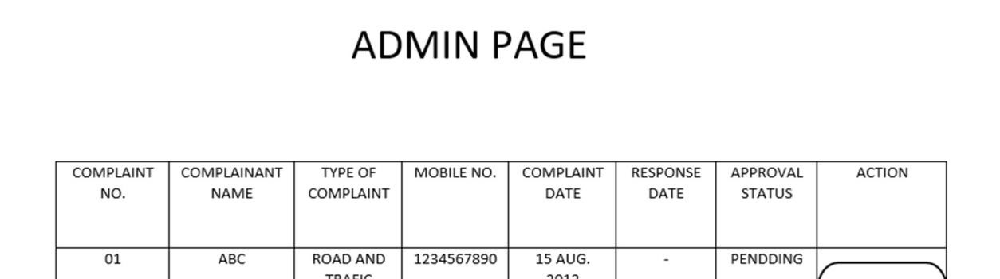 ADMIN PAGE
COMPLAINT NO. COMPLAINANT NAME TYPE OF COMPLAINT MOBILE NO. COMPLAINT DATE RESPONSE DATE APPROVAL STATUS ACTION
01 ABC ROAD AND TRAFIC 1234567890 15 AUG. 2012 - PENDDING